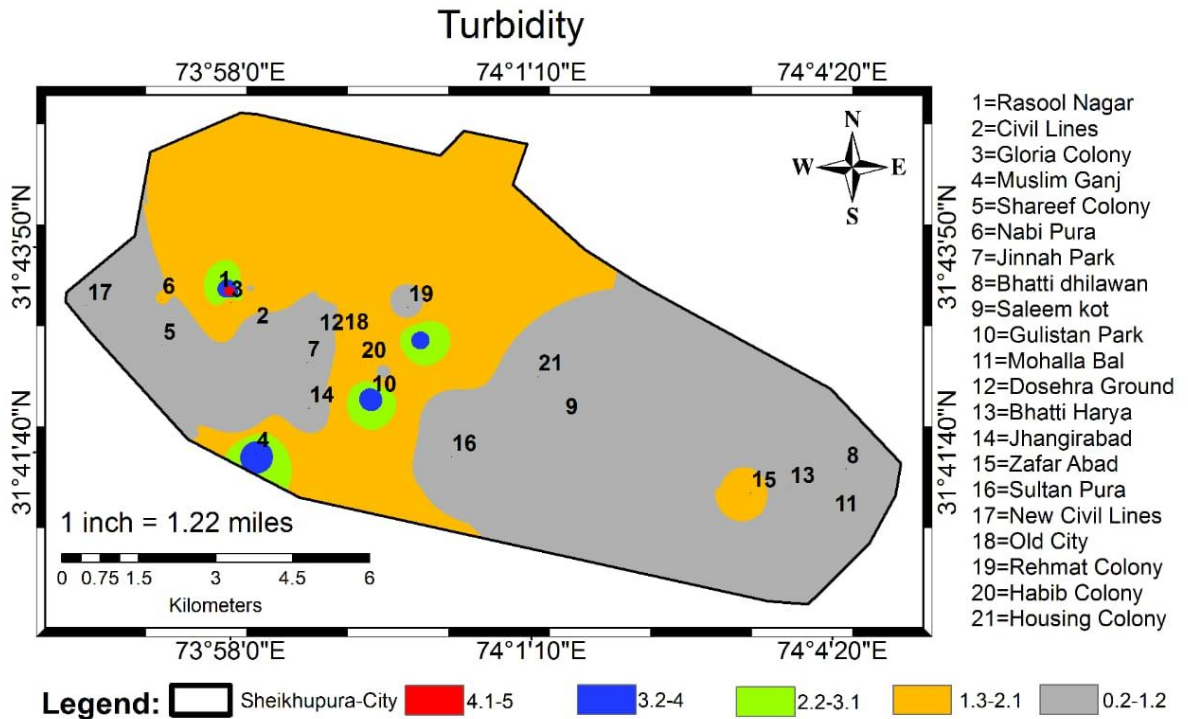 Turbidity
73°58'0"E 74°1'10"E 74°4'20"E
31°43'50"N
31°41'40"N
31°43'50"N
31°41'40"N
N
W E
S
17
6
1
3
2
5
19
12 18
7
20
14
10
4
21
9
16
15
13
8
11
1 inch = 1.22 miles
0 0.75 1.5 3 4.5 6
Kilometers
73°58'0"E 74°1'10"E 74°4'20"E
1=Rasool Nagar
2=Civil Lines
3=Gloria Colony
4=Muslim Ganj
5=Shareef Colony
6=Nabi Pura
7=Jinnah Park
8=Bhatti dhilawan
9=Saleem kot
10=Gulistan Park
11=Mohalla Bal
12=Dosehra Ground
13=Bhatti Harya
14=Jhangirabad
15=Zafar Abad
16=Sultan Pura
17=New Civil Lines
18=Old City
19=Rehmat Colony
20=Habib Colony
21=Housing Colony
Legend: Sheikhupura-City 4.1-5 3.2-4 2.2-3.1 1.3-2.1 0.2-1.2